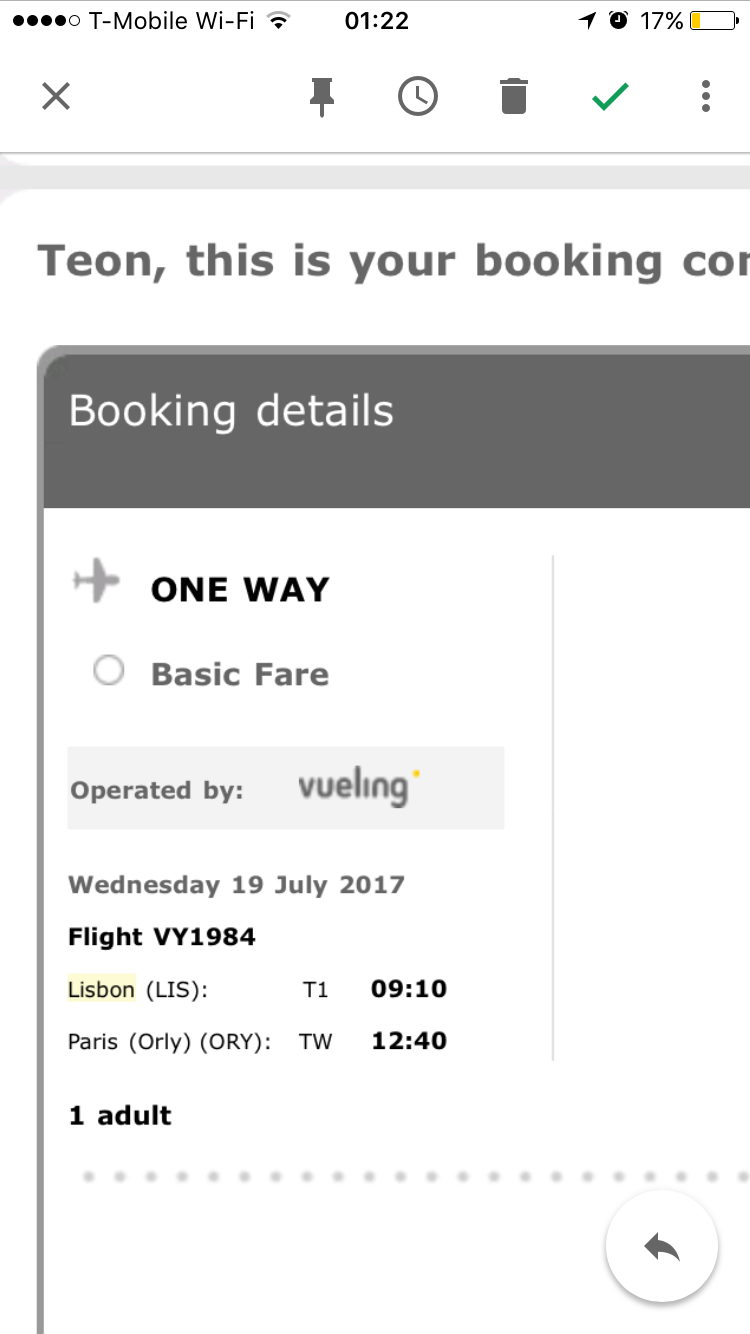 T-Mobile Wi-Fi 01:22 17%
Teon, this is your booking con
Booking details
ONE WAY
Basic Fare
Operated by: vueling
Wednesday 19 July 2017
Flight VY1984
Lisbon (LIS): T1 09:10
Paris (Orly) (ORY): TW 12:40
1 adult